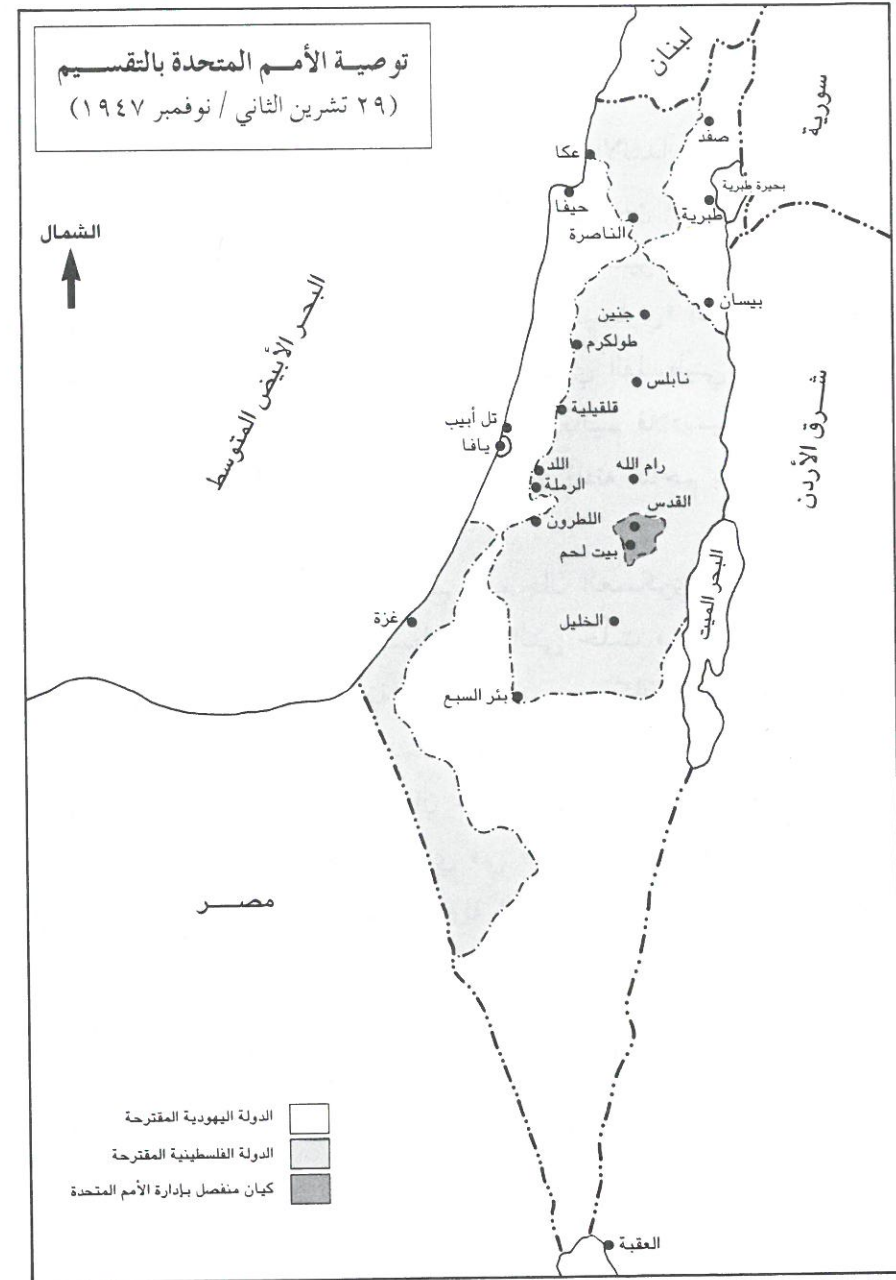 توصية الأمم المتحدة بالتقسيم
(٢٩ تشرين الثاني / نوفمبر ١٩٤٧)
لبنان
سورية
صفد
عكا
بحيرة طبرية
حيفا
طبرية
الناصرة
الشمال
البحر الأبيض المتوسط
بيسان
جنين
طولكرم
نابلس
شرق الأردن
قلقيلية
تل أبيب
يافا
اللد
رام الله
الرملة
القدس
اللطرون
بيت لحم
البحر الميت
غزة
الخليل
بئر السبع
مصر
الدولة اليهودية المقترحة
الدولة الفلسطينية المقترحة
كيان منفصل بإدارة الأمم المتحدة
العقبة